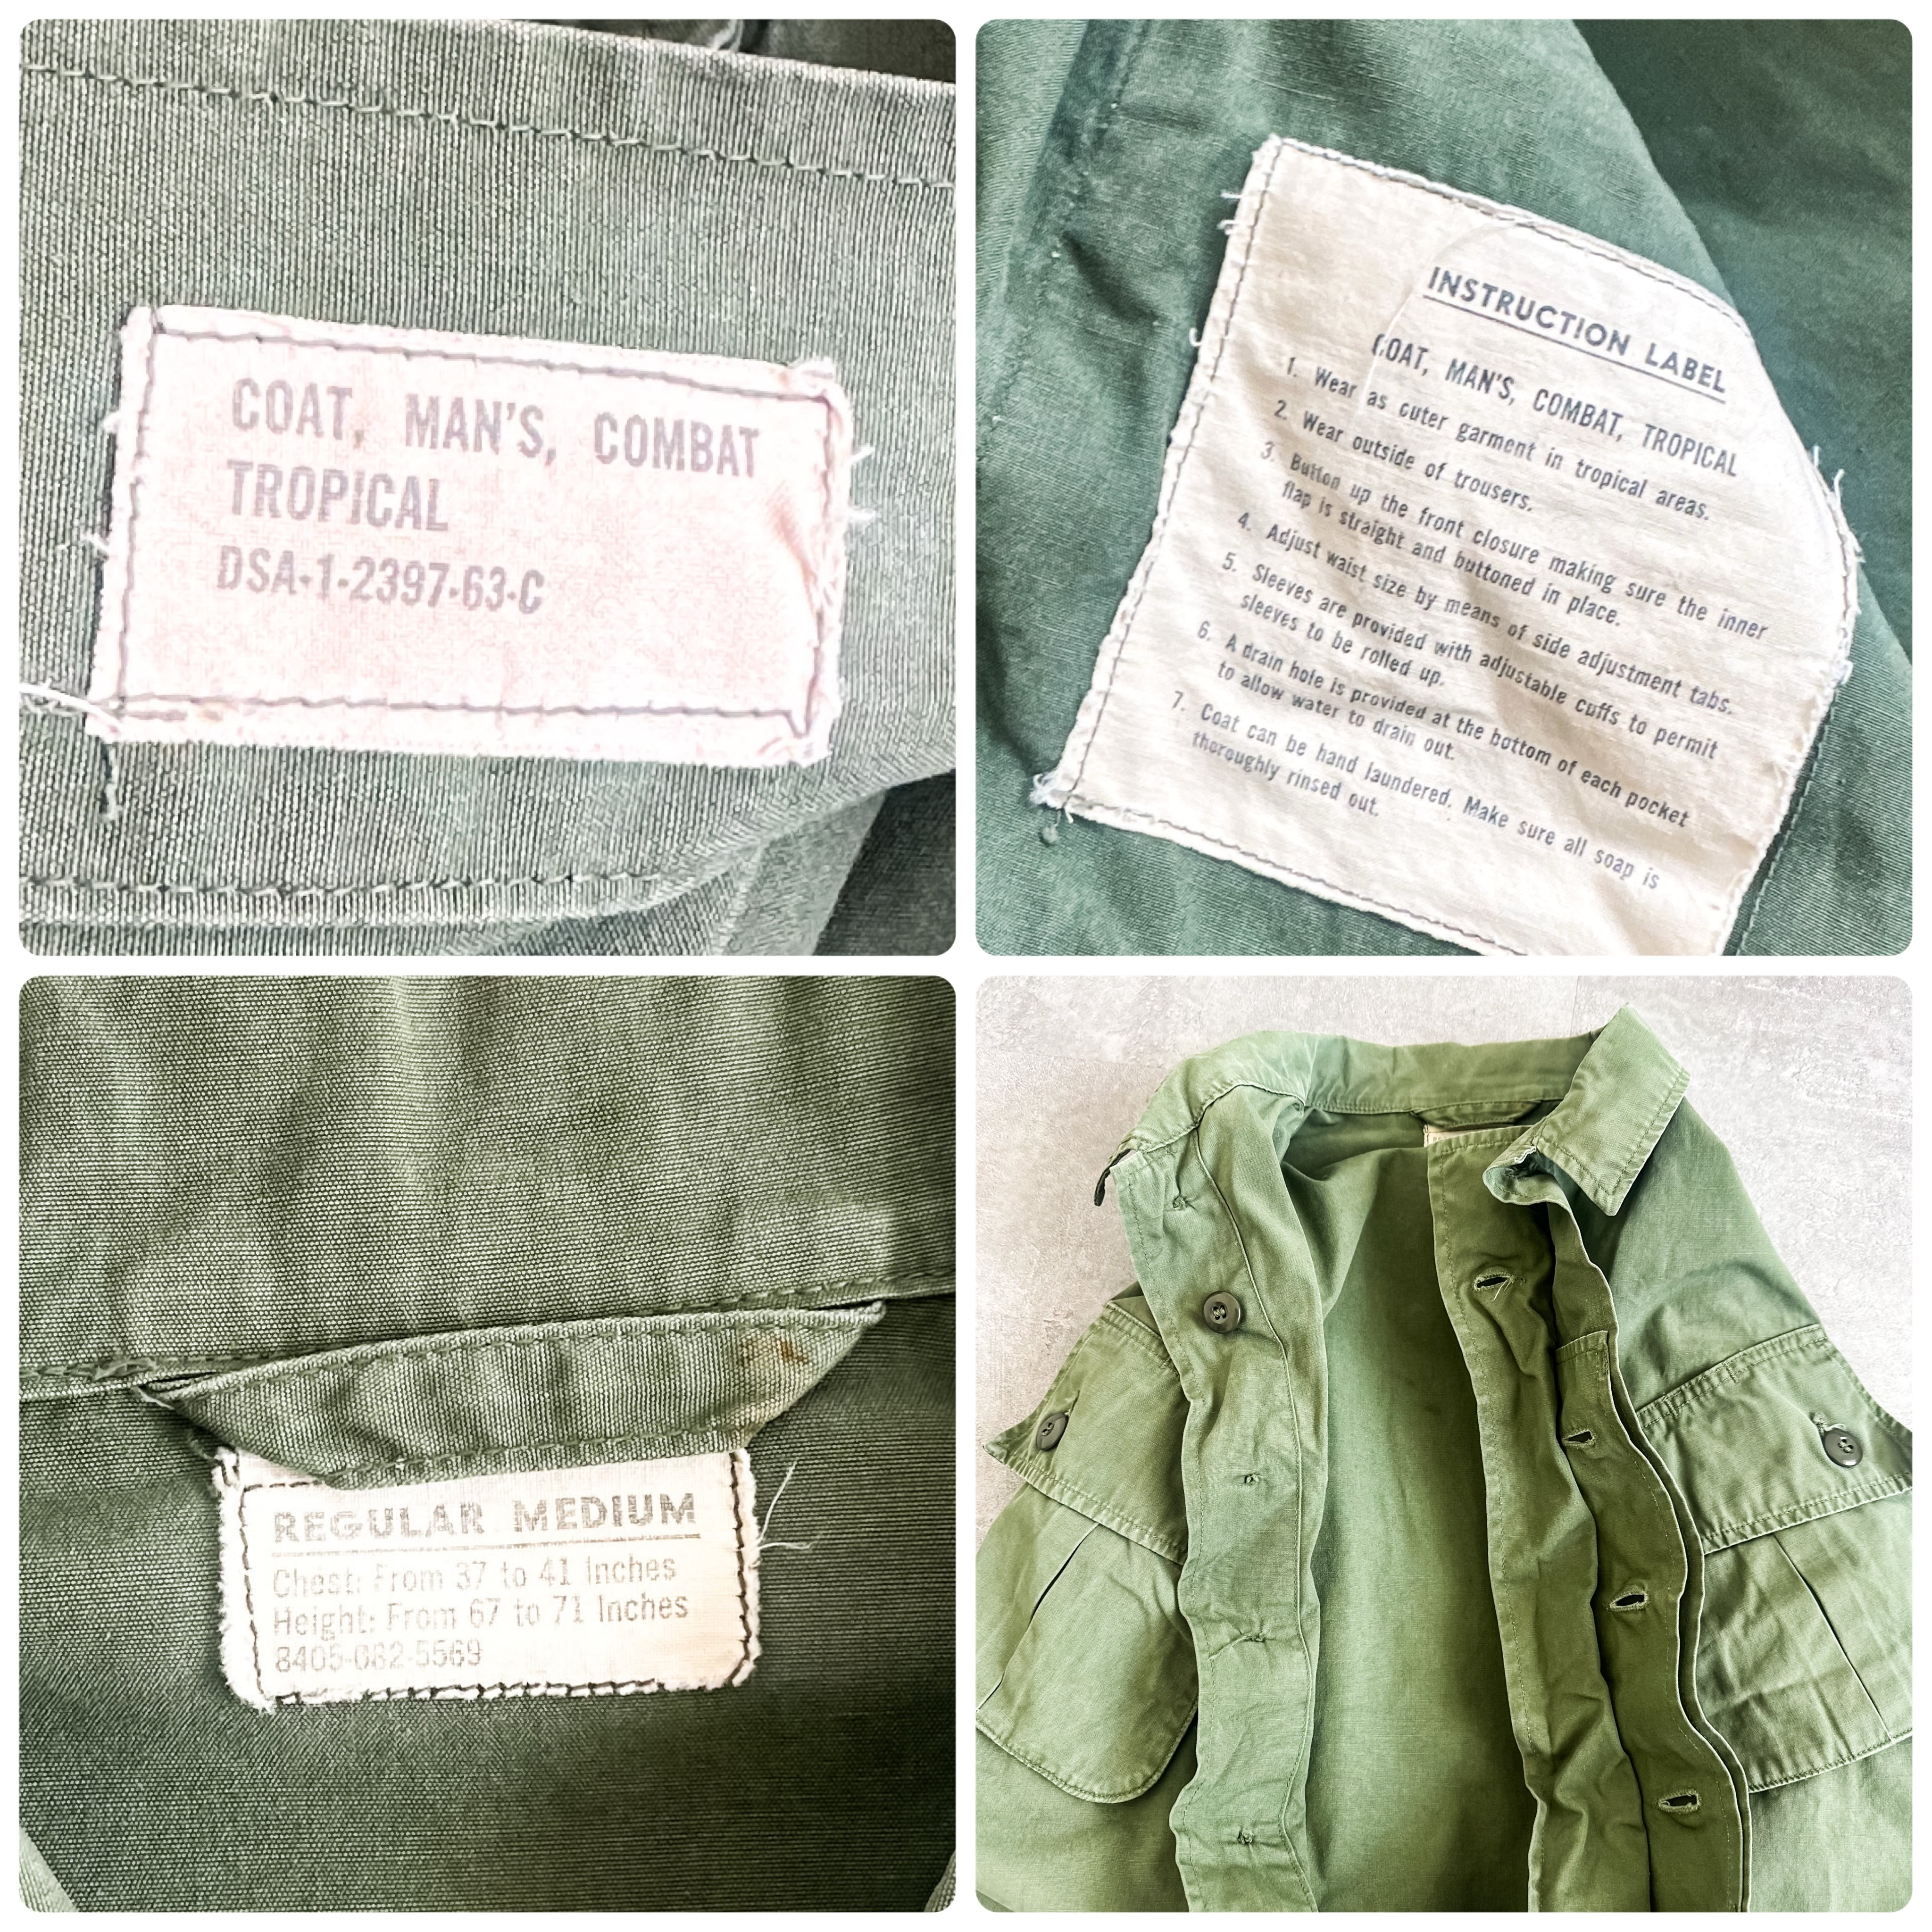 COAT, MAN'S, COMBAT
TROPICAL
DSA-1-2397-63-C
INSTRUCTION LABEL
COAT, MAN'S, COMBAT, TROPICAL
1. Wear as outer garment in tropical areas.
2. Wear outside of trousers.
3. Button up the front closure making sure the inner
flap is straight and buttoned in place.
4. Adjust waist size by means of side adjustment tabs.
5. Sleeves are provided with adjustable cuffs to permit
sleeves to be rolled up.
6. A drain hole is provided at the bottom of each pocket
to allow water to drain out.
7. Coat can be hand laundered. Make sure all soap is
thoroughly rinsed out.
REGULAR MEDIUM
Chest: From 37 to 41 Inches
Height: From 67 to 71 Inches
8405-082-5569